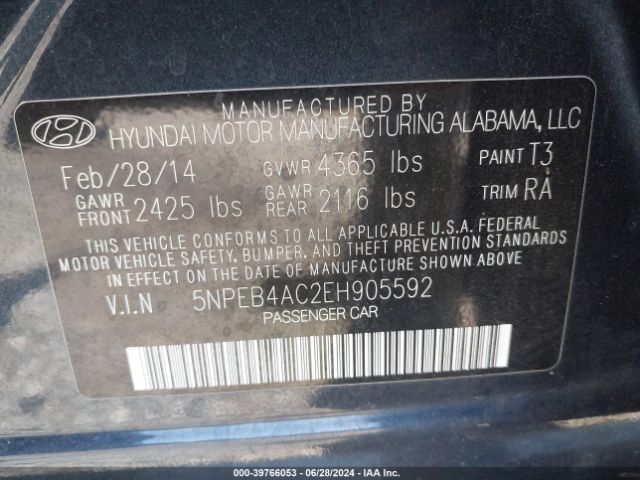 MANUFACTURED BY
HYUNDAI MOTOR MANUFACTURING ALABAMA, LLC
Feb/28/14 GVWR 4365 lbs PAINT T3
GAWR FRONT 2425 lbs GAWR REAR 2116 lbs TRIM RA
THIS VEHICLE CONFORMS TO ALL APPLICABLE U.S.A. FEDERAL
MOTOR VEHICLE SAFETY, BUMPER, AND THEFT PREVENTION STANDARDS
IN EFFECT ON THE DATE OF MANUFACTURE SHOWN ABOVE.
V.I.N 5NPEB4AC2EH905592
PASSENGER CAR
000-39766053 - 06/28/2024 - IAA Inc.